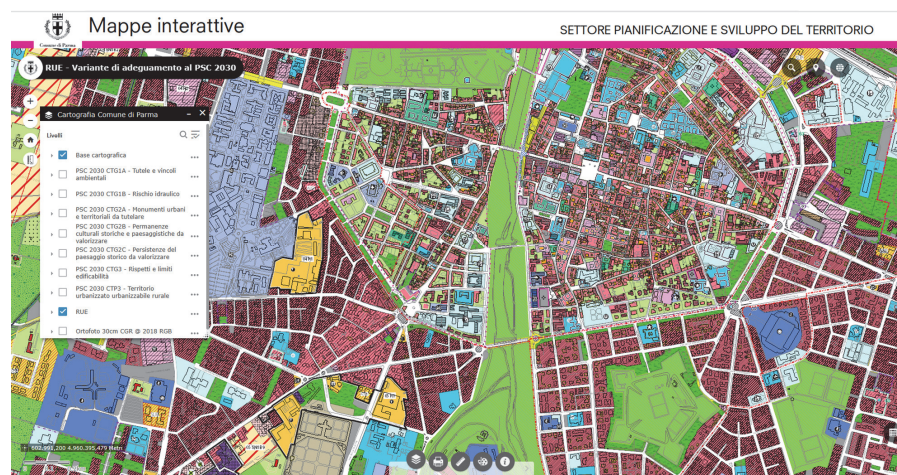 Mappe interattive
SETTORE PIANIFICAZIONE E SVILUPPO DEL TERRITORIO
Comune di Parma
RUE - Variante di adeguamento al PSC 2030
Cartografia Comune di Parma
Livelli
Base cartografica
PSC 2030 CTG1A - Tutele e vincoli
ambientali
PSC 2030 CTG1B - Rischio idraulico
PSC 2030 CTG2A - Monumenti urbani
e territoriali da tutelare
PSC 2030 CTG2B - Permanenze
culturali storiche e paesaggistiche da
valorizzare
PSC 2030 CTG2C - Persistenze del
paesaggio storico da valorizzare
PSC 2030 CTG3 - Rispetti e limiti
edificabilità
PSC 2030 CTP3 - Territorio
urbanizzato urbanizzabile rurale
RUE
Ortofoto 30cm CGR @ 2018 RGB